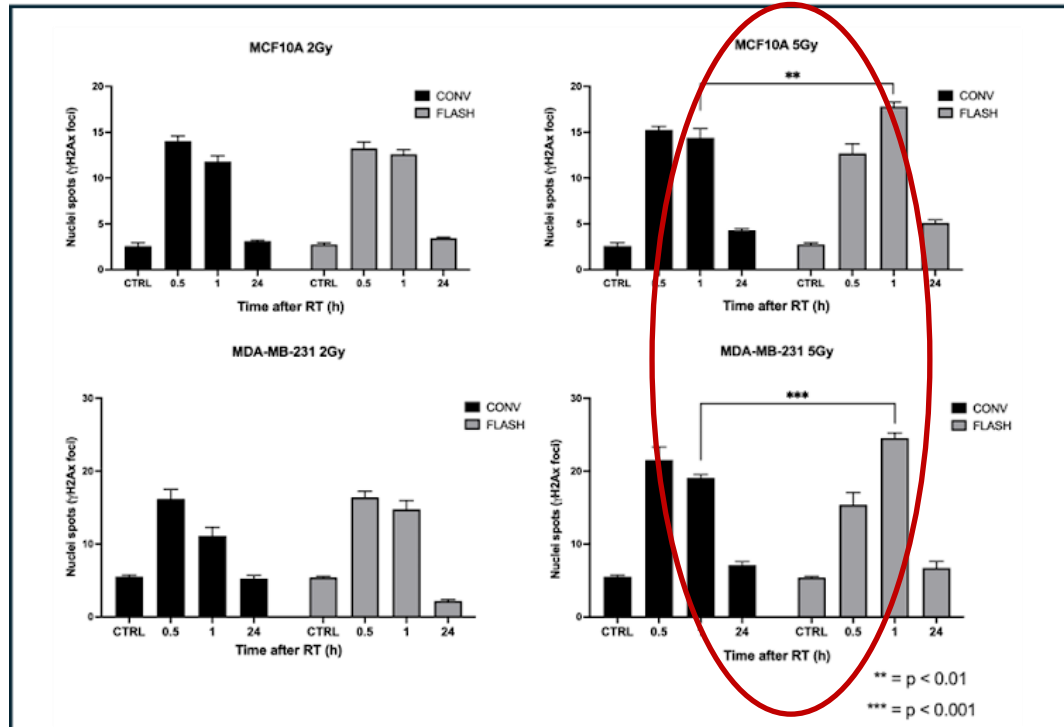 MCF10A 2Gy
Nuclei spots (γH2Ax foci)
20
15
10
5
0
CONV
FLASH
CTRL 0.5 1 24 CTRL 0.5 1 24
Time after RT (h)
MCF10A 5Gy
Nuclei spots (γH2Ax foci)
20
15
10
5
0
**
CONV
FLASH
CTRL 0.5 1 24 CTRL 0.5 1 24
Time after RT (h)
MDA-MB-231 2Gy
Nuclei spots (γH2Ax foci)
30
20
10
0
CONV
FLASH
CTRL 0.5 1 24 CTRL 0.5 1 24
Time after RT (h)
MDA-MB-231 5Gy
Nuclei spots (γH2Ax foci)
30
20
10
0
***
CONV
FLASH
CTRL 0.5 1 24 CTRL 0.5 1 24
Time after RT (h)
** = p < 0.01
*** = p < 0.001